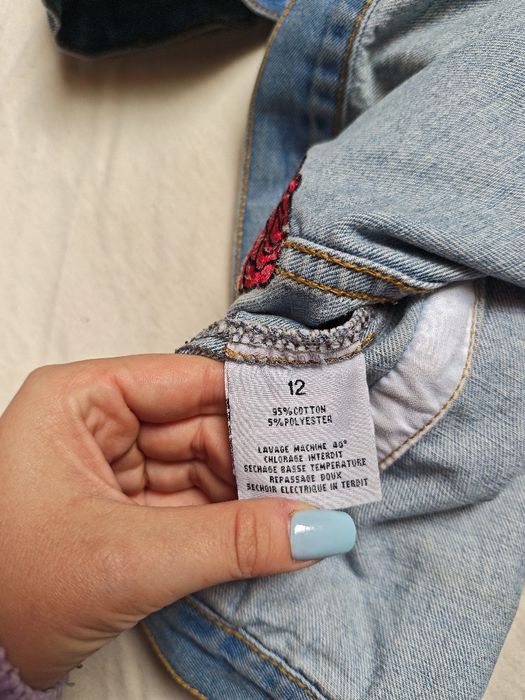 12
95%COTTON
5%POLYESTER
LAVAGE MACHINE 40°
CHLORAGE INTERDIT
SECHAGE BASSE TEMPERATURE
REPASSAGE DOUX
SECHOIR ELECTRIQUE IN TERDIT